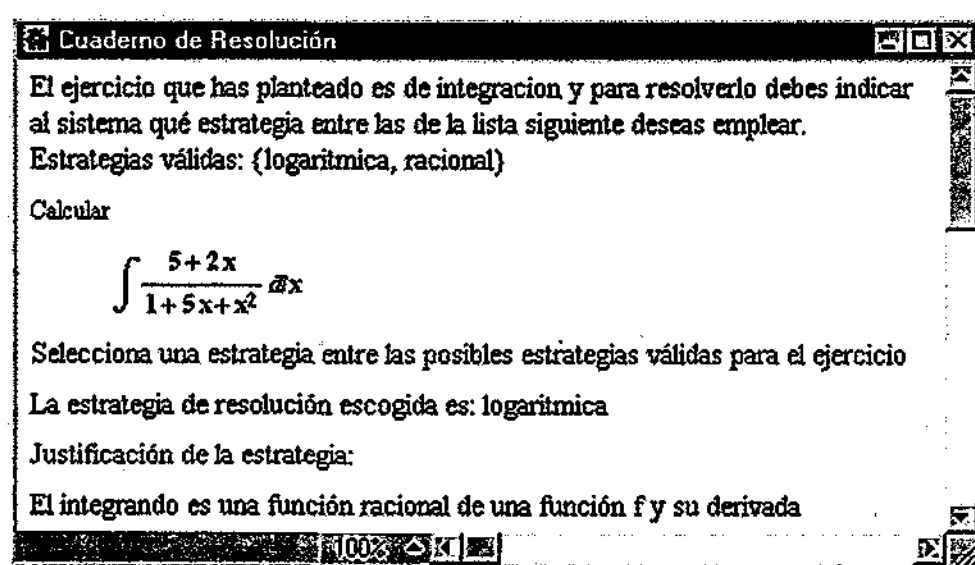 Cuaderno de Resolución
El ejercicio que has planteado es de integracion y para resolverlo debes indicar
al sistema qué estrategia entre las de la lista siguiente deseas emplear.
Estrategias válidas: {logaritmica, racional}
Calcular
∫ 5+2x / 1+5x+x² dx
Selecciona una estrategia entre las posibles estrategias válidas para el ejercicio
La estrategia de resolución escogida es: logaritmica
Justificación de la estrategia:
El integrando es una función racional de una función f y su derivada
100%